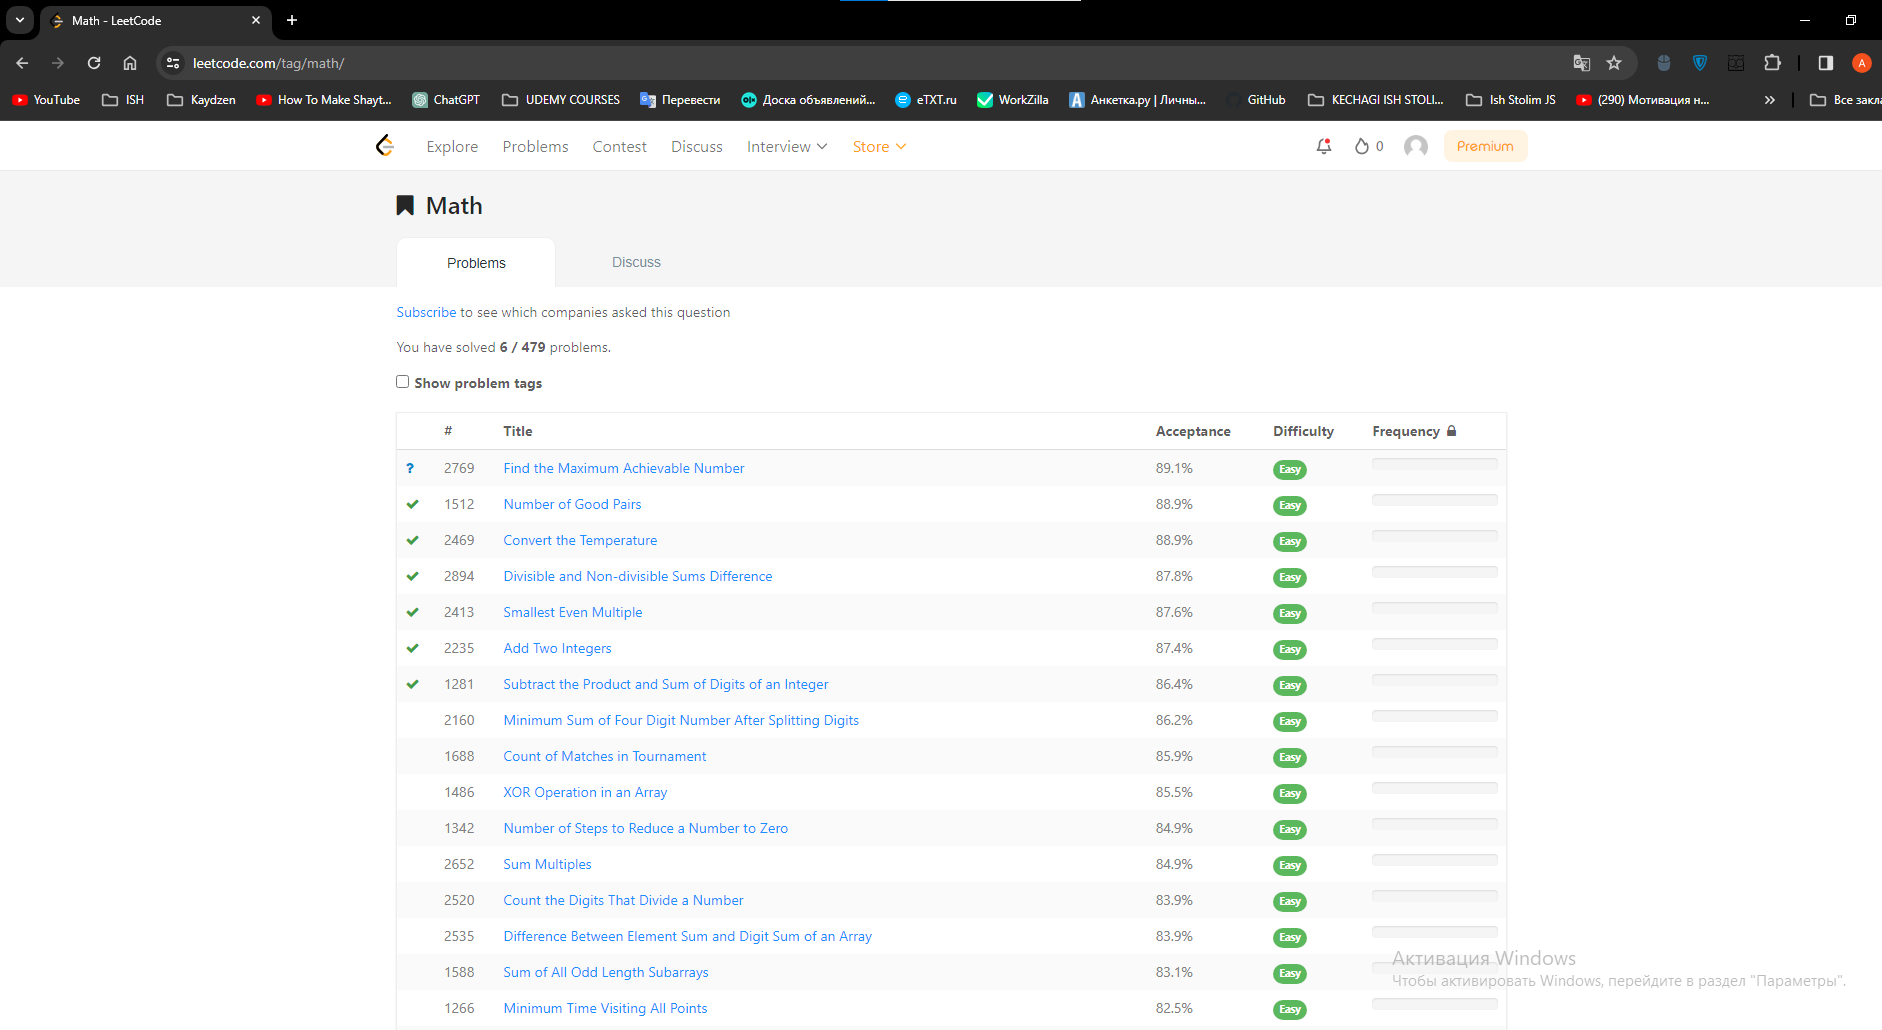 Math - LeetCode
leetcode.com/tag/math/
A
YouTube ISH Kaydzen How To Make Shayt... ChatGPT UDEMY COURSES Перевести Доска объявлений... eTXT.ru WorkZilla Анкетка.ру | Личны... GitHub KECHAGI ISH STOLI... Ish Stolim JS (290) Мотивация н... » Все закла
Explore Problems Contest Discuss Interview Store 0 Premium
Math
Problems Discuss
Subscribe to see which companies asked this question
You have solved 6 / 479 problems.
Show problem tags
# Title Acceptance Difficulty Frequency
? 2769 Find the Maximum Achievable Number 89.1% Easy
1512 Number of Good Pairs 88.9% Easy
2469 Convert the Temperature 88.9% Easy
2894 Divisible and Non-divisible Sums Difference 87.8% Easy
2413 Smallest Even Multiple 87.6% Easy
2235 Add Two Integers 87.4% Easy
1281 Subtract the Product and Sum of Digits of an Integer 86.4% Easy
2160 Minimum Sum of Four Digit Number After Splitting Digits 86.2% Easy
1688 Count of Matches in Tournament 85.9% Easy
1486 XOR Operation in an Array 85.5% Easy
1342 Number of Steps to Reduce a Number to Zero 84.9% Easy
2652 Sum Multiples 84.9% Easy
2520 Count the Digits That Divide a Number 83.9% Easy
2535 Difference Between Element Sum and Digit Sum of an Array 83.9% Easy
1588 Sum of All Odd Length Subarrays 83.1% Easy
1266 Minimum Time Visiting All Points 82.5% Easy
Активация Windows
Чтобы активировать Windows, перейдите в раздел "Параметры".